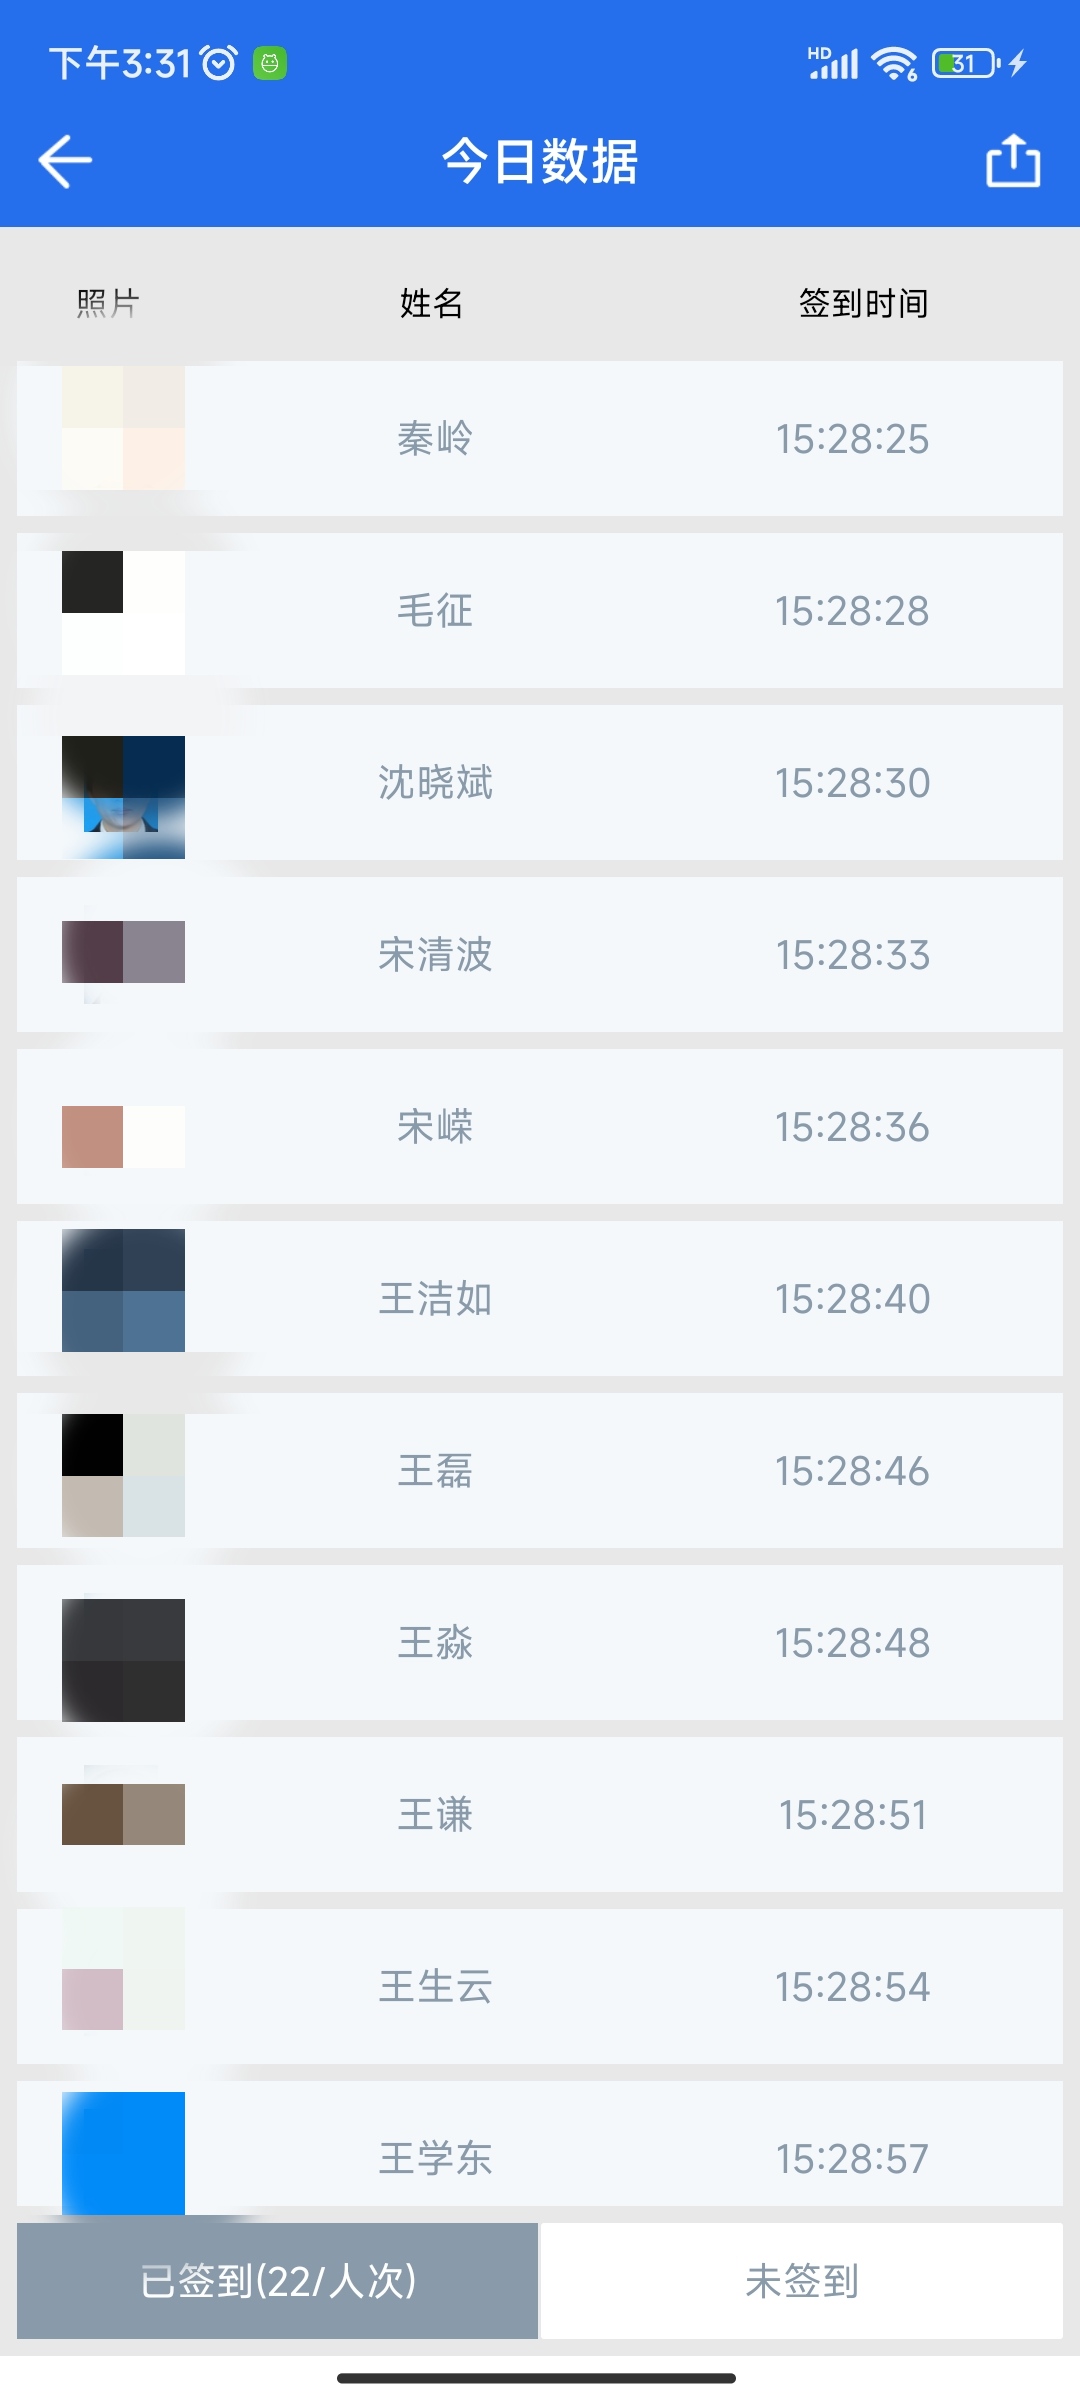 下午3:31 HD 6 31
今日数据
照片 姓名 签到时间
秦岭 15:28:25
毛征 15:28:28
沈晓斌 15:28:30
宋清波 15:28:33
宋嵘 15:28:36
王洁如 15:28:40
王磊 15:28:46
王淼 15:28:48
王谦 15:28:51
王生云 15:28:54
王学东 15:28:57
已签到(22/人次) 未签到